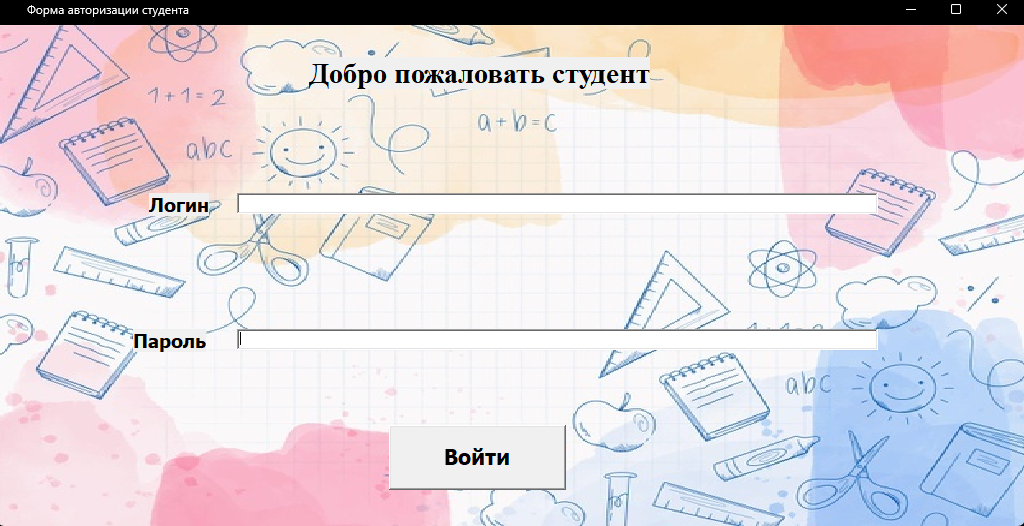 Форма авторизации студента
Добро пожаловать студент
1+1=2
a+b=c
abc
Логин
Пароль
abc
Войти